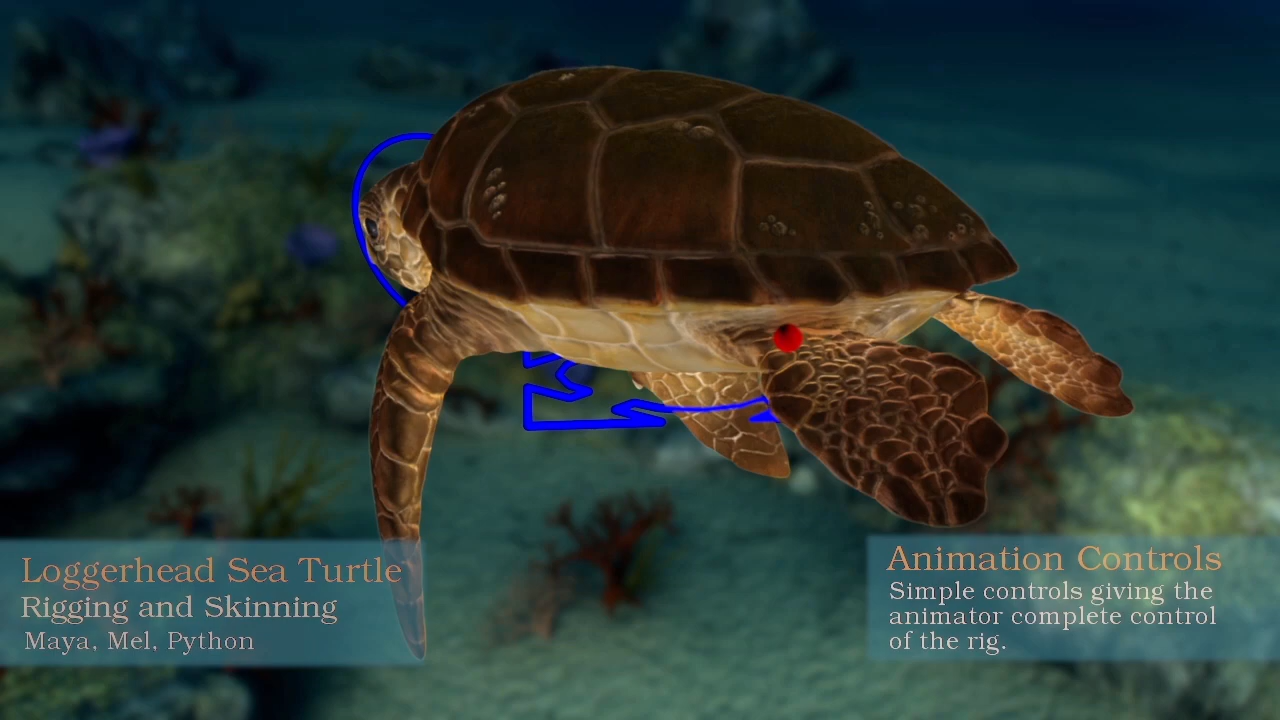 Loggerhead Sea Turtle
Rigging and Skinning
Maya, Mel, Python
Animation Controls
Simple controls giving the
animator complete control
of the rig.